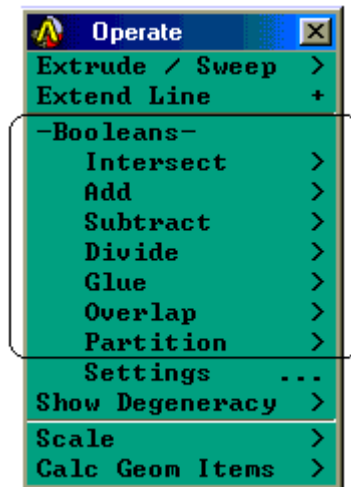 Operate
Extrude / Sweep >
Extend Line +
-Booleans-
Intersect >
Add >
Subtract >
Divide >
Glue >
Overlap >
Partition >
Settings ...
Show Degeneracy >
Scale >
Calc Geom Items >